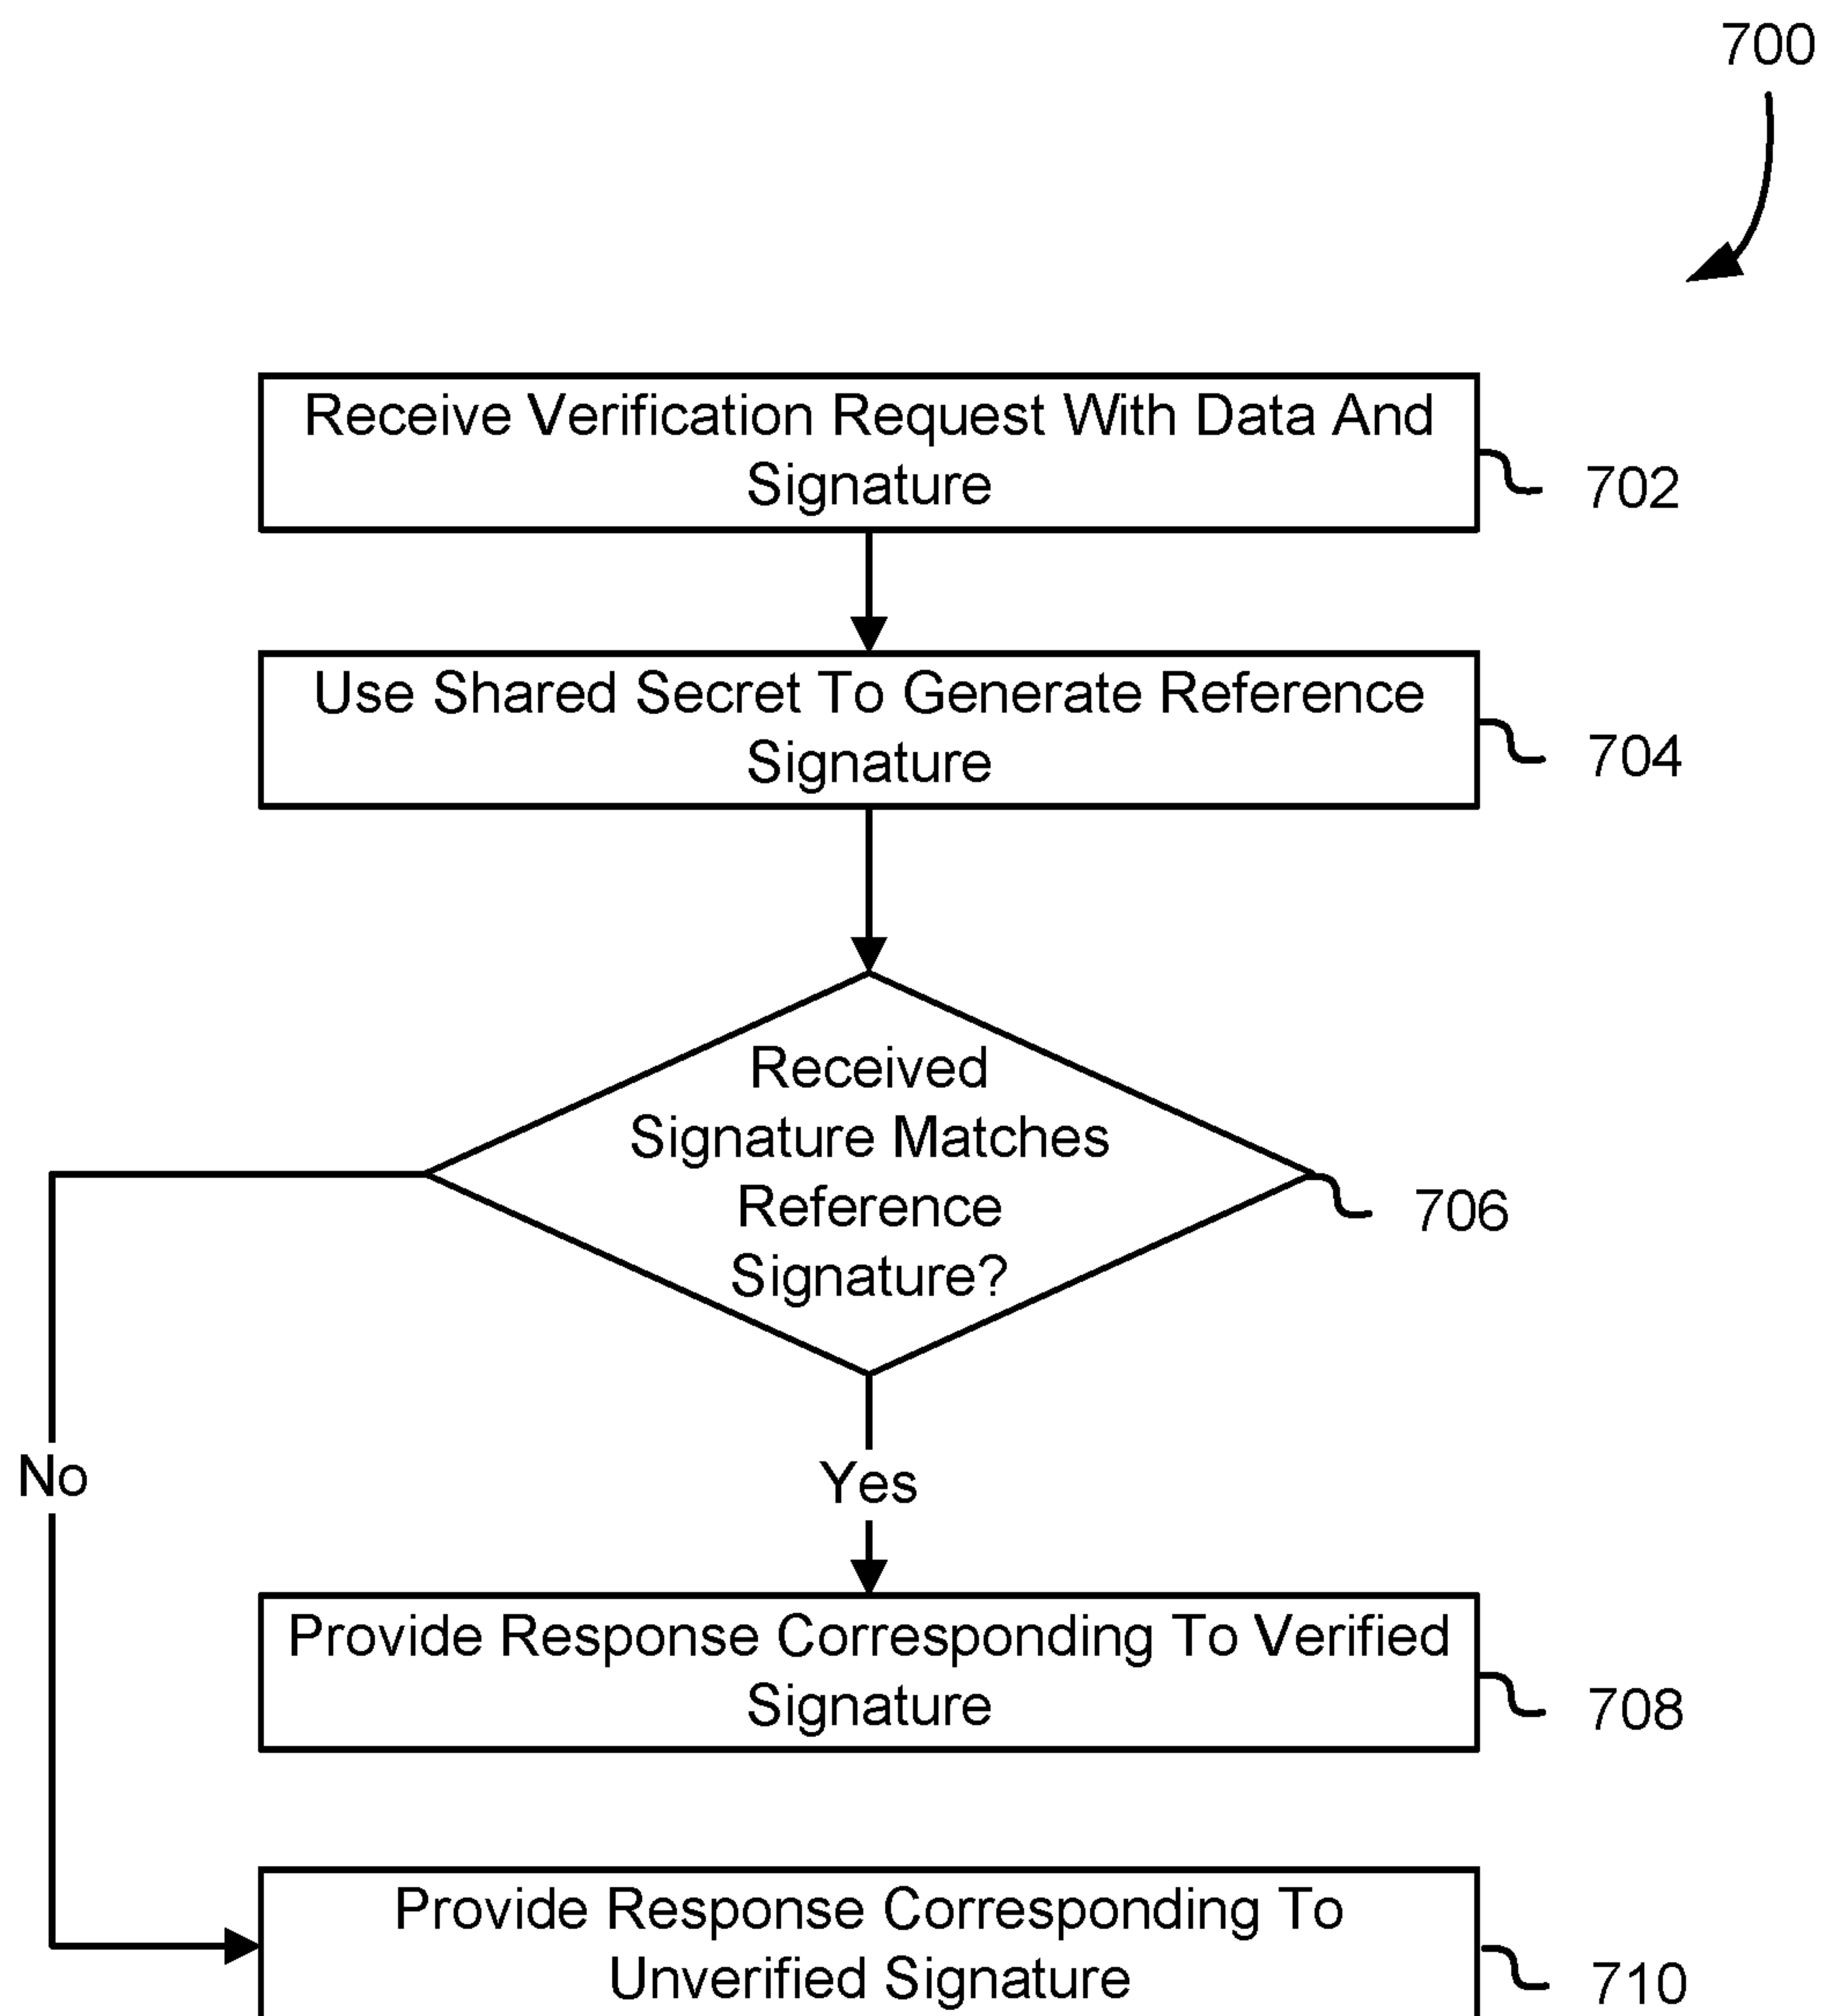 700
Receive Verification Request With Data And
Signature
702
Use Shared Secret To Generate Reference
Signature
704
Received
Signature Matches
Reference
Signature?
706
No
Yes
Provide Response Corresponding To Verified
Signature
708
Provide Response Corresponding To
Unverified Signature
710